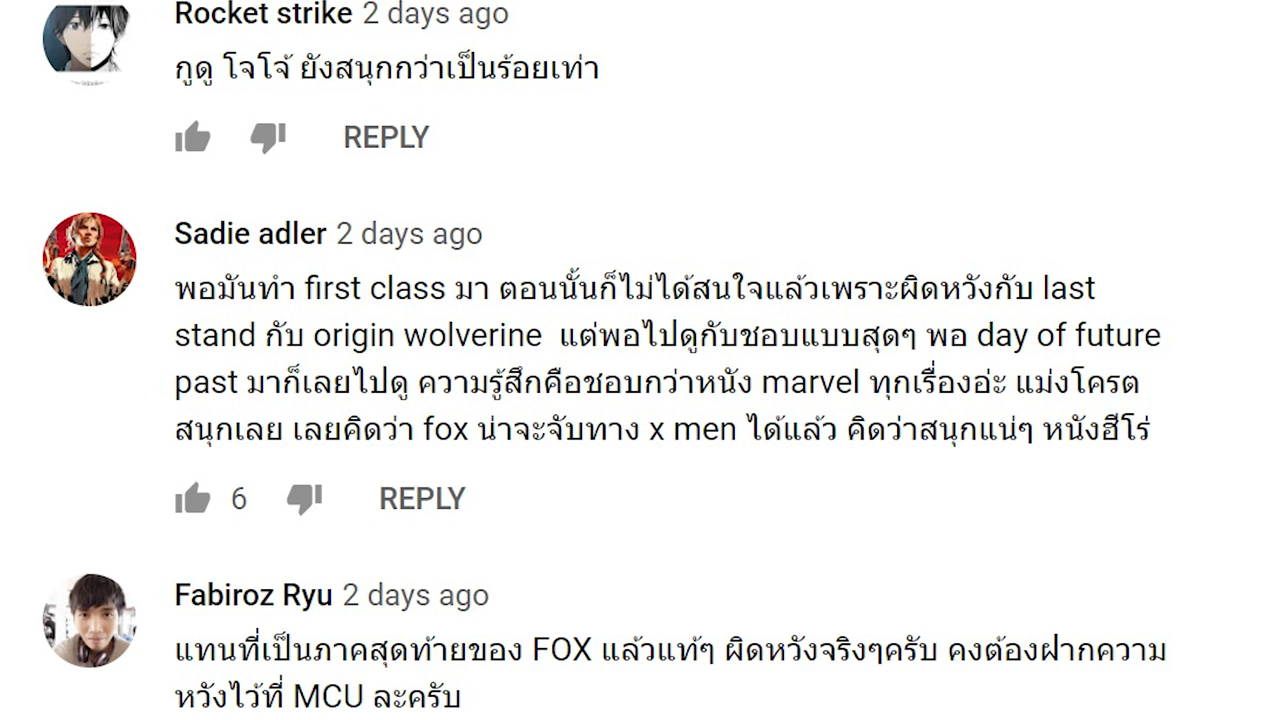 Rocket strike 2 days ago
กูดู โจโจ้ ยังสนุกกว่าเป็นร้อยเท่า
REPLY
Sadie adler 2 days ago
พอมันทำ first class มา ตอนนั้นก็ไม่ได้สนใจแล้วเพราะผิดหวังกับ last
stand กับ origin wolverine แต่พอไปดูกับชอบแบบสุดๆ พอ day of future
past มาก็เลยไปดู ความรู้สึกคือชอบกว่าหนัง marvel ทุกเรื่องอ่ะ แม่งโครต
สนุกเลย เลยคิดว่า fox น่าจะจับทาง x men ได้แล้ว คิดว่าสนุกแน่ๆ หนังฮีโร่
6 REPLY
Fabiroz Ryu 2 days ago
แทนที่เป็นภาคสุดท้ายของ FOX แล้วแท้ๆ ผิดหวังจริงๆครับ คงต้องฝากความ
หวังไว้ที่ MCU ละครับ